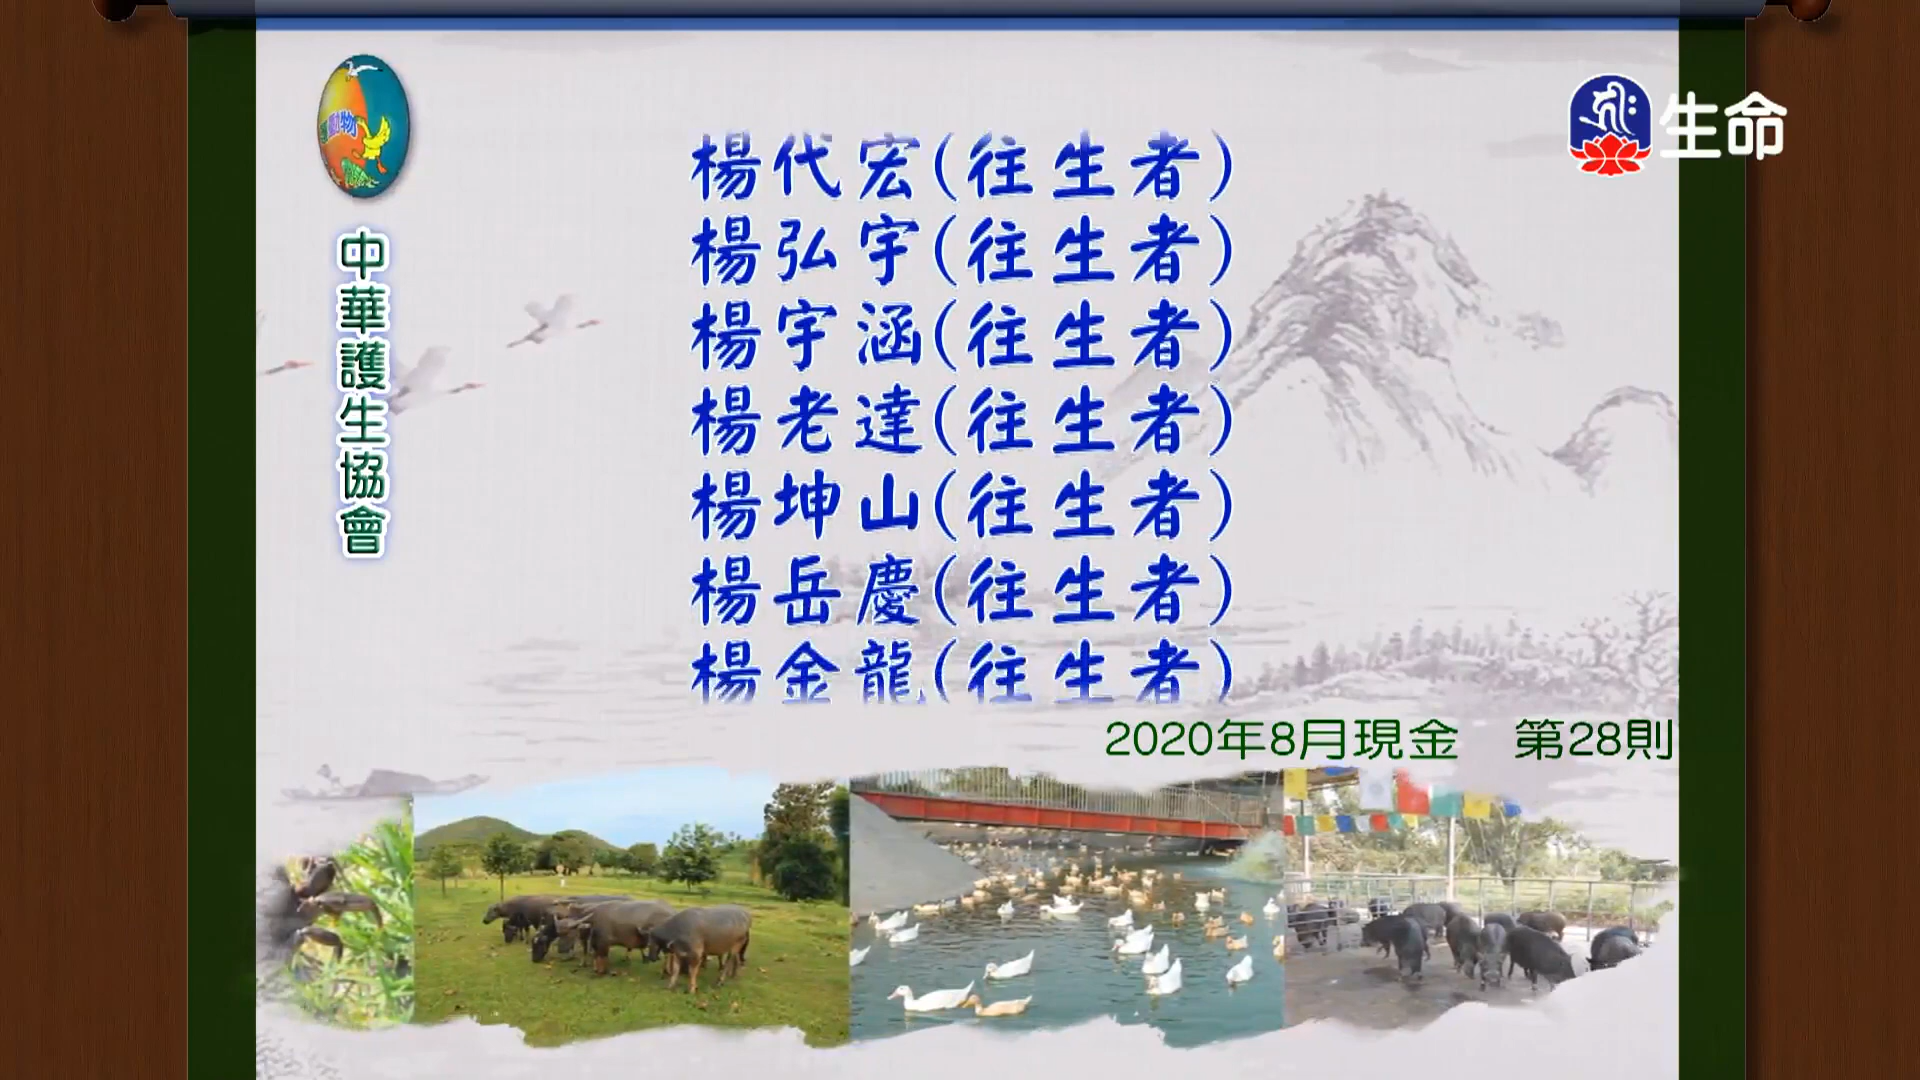 動物
中華護生協會
生命
楊代宏(往生者)
楊弘宇(往生者)
楊宇涵(往生者)
楊老達(往生者)
楊坤山(往生者)
楊岳慶(往生者)
楊金龍(往生者)
2020年8月現金 第28則